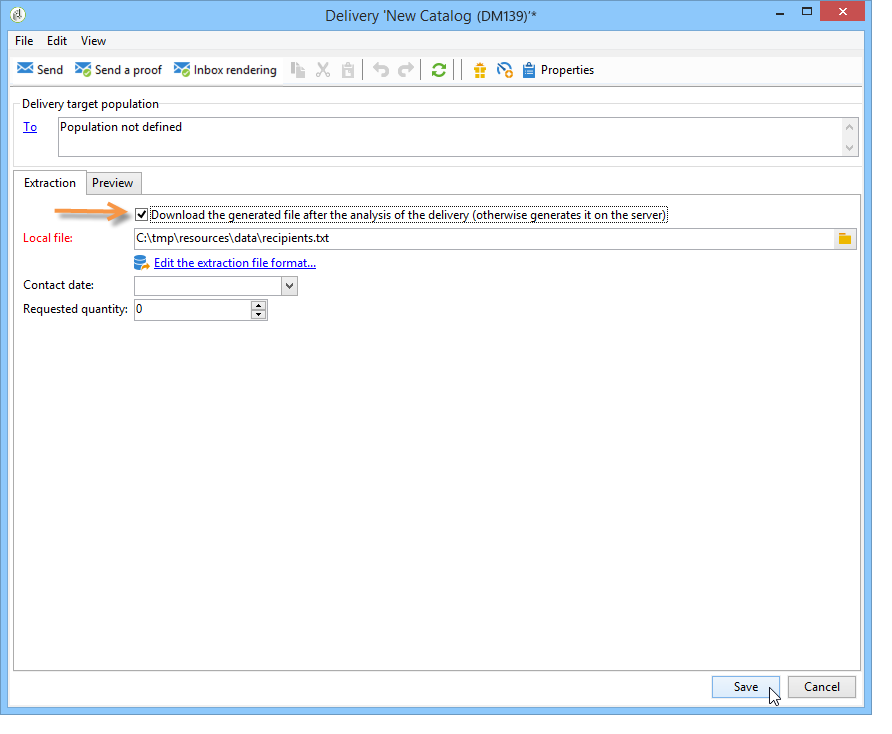 Delivery 'New Catalog (DM139)'*
File Edit View
Send Send a proof Inbox rendering Properties
Delivery target population
To Population not defined
Extraction Preview
Download the generated file after the analysis of the delivery (otherwise generates it on the server)
Local file: C:\tmp\resources\data\recipients.txt
Edit the extraction file format...
Contact date:
Requested quantity: 0
Save Cancel